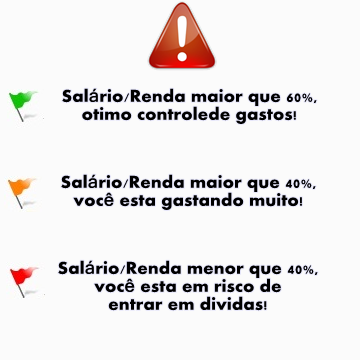 Salário/Renda maior que 60%,
otimo controlede gastos!
Salário/Renda maior que 40%,
você esta gastando muito!
Salário/Renda menor que 40%,
você esta em risco de
entrar em dividas!